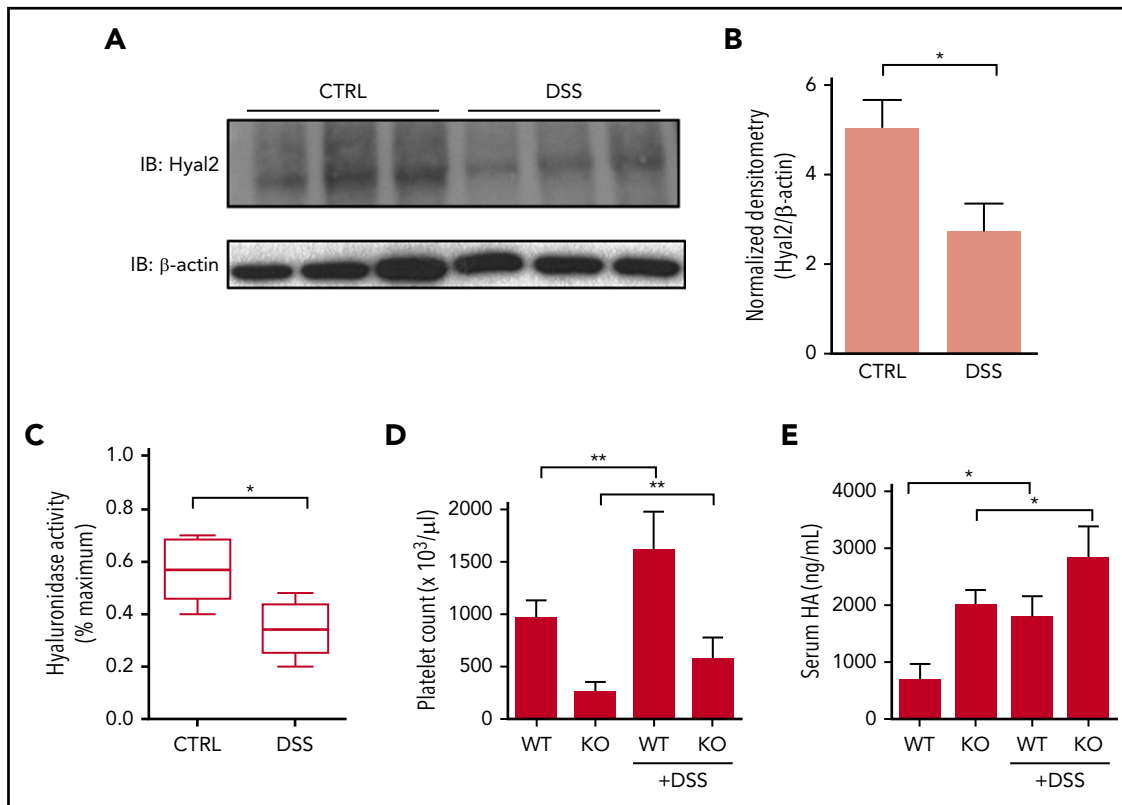 A
CTRL DSS
IB: Hyal2
IB: β-actin
B
*
Normalized densitometry
(Hyal2/β-actin)
6
4
2
0
CTRL DSS
C
Hyaluronidase activity
(% maximum)
1.0
0.8
0.6
0.4
0.2
0.0
*
CTRL DSS
D
Platelet count (x 10³/μl)
2000
1500
1000
500
0
**
**
WT KO WT KO
+DSS
E
Serum HA (ng/mL)
4000
3000
2000
1000
0
*
*
WT KO WT KO
+DSS